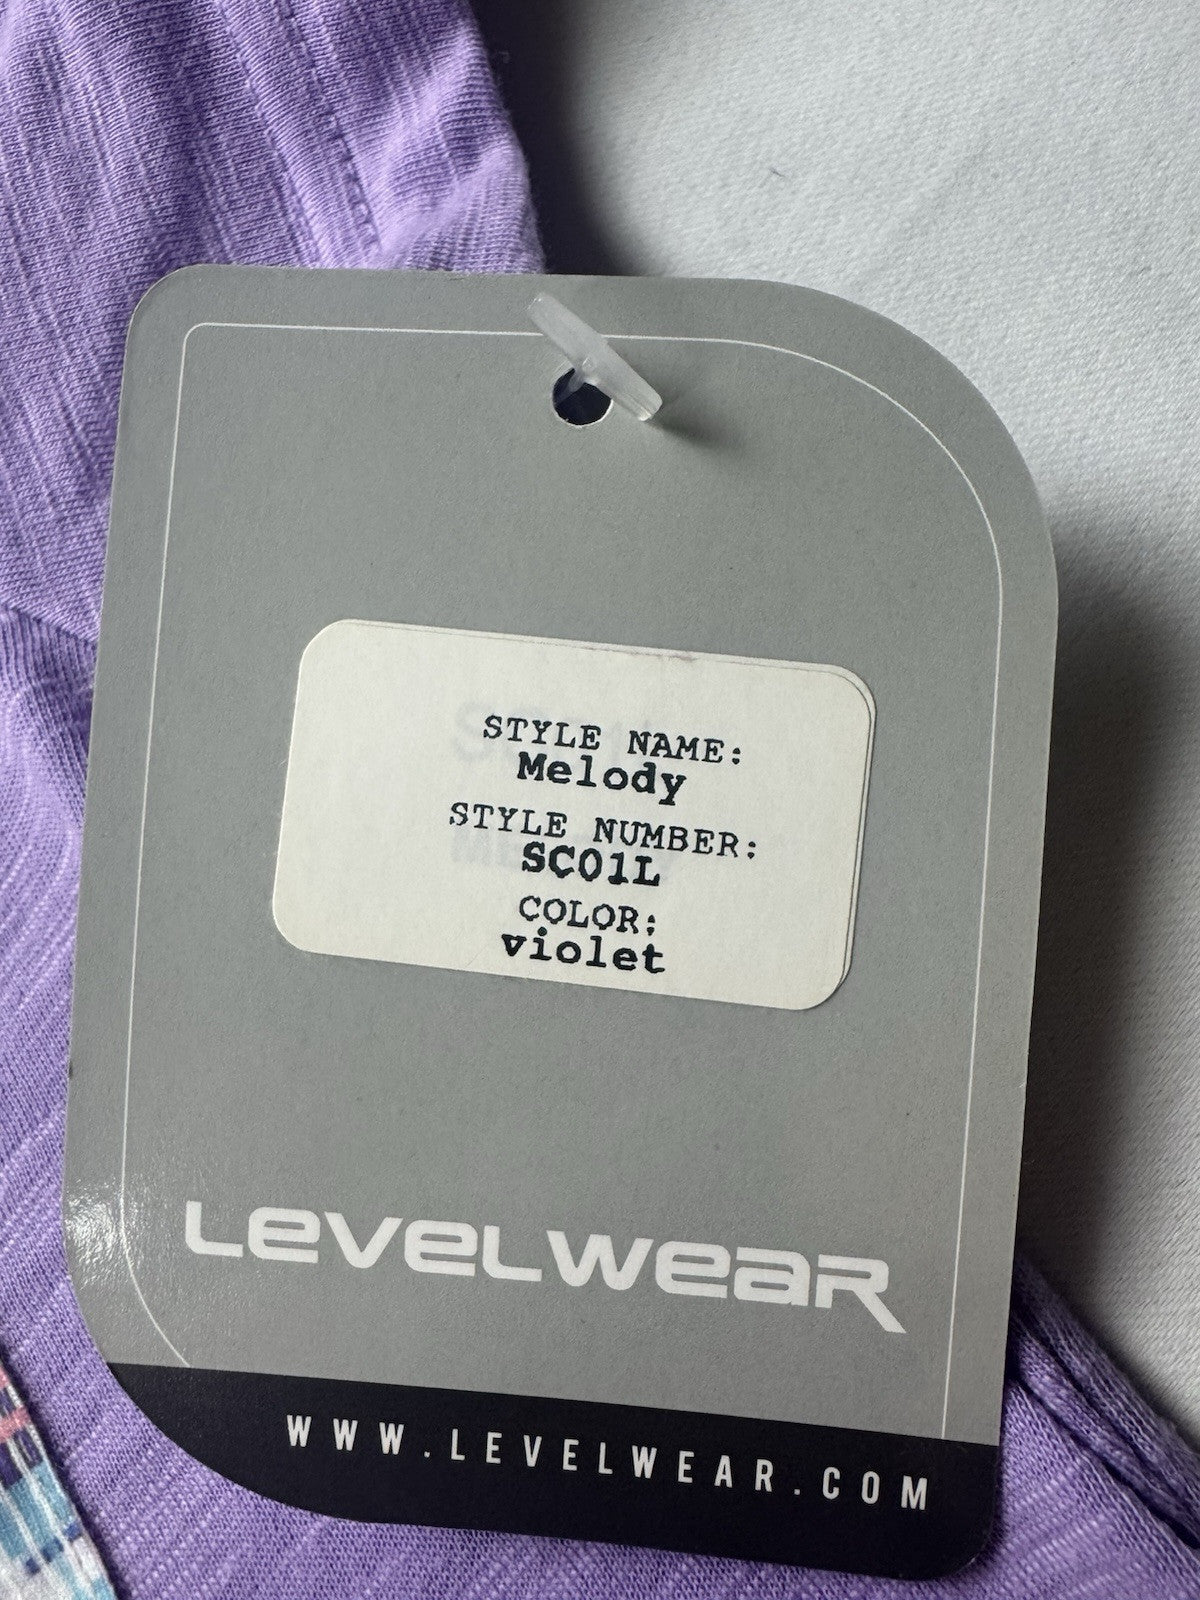 STYLE NAME:
Melody
STYLE NUMBER:
SC01L
COLOR:
violet
LEVELWEAR
WWW.LEVELWEAR.COM